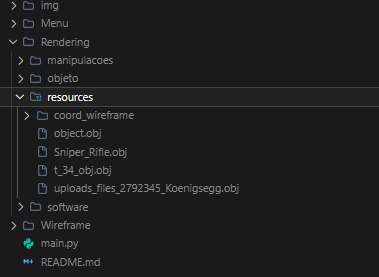 img
Menu
Rendering
manipulacoes
objeto
resources
coord_wireframe
object.obj
Sniper_Rifle.obj
t_34_obj.obj
uploads_files_2792345_Koenigsegg.obj
software
Wireframe
main.py
README.md